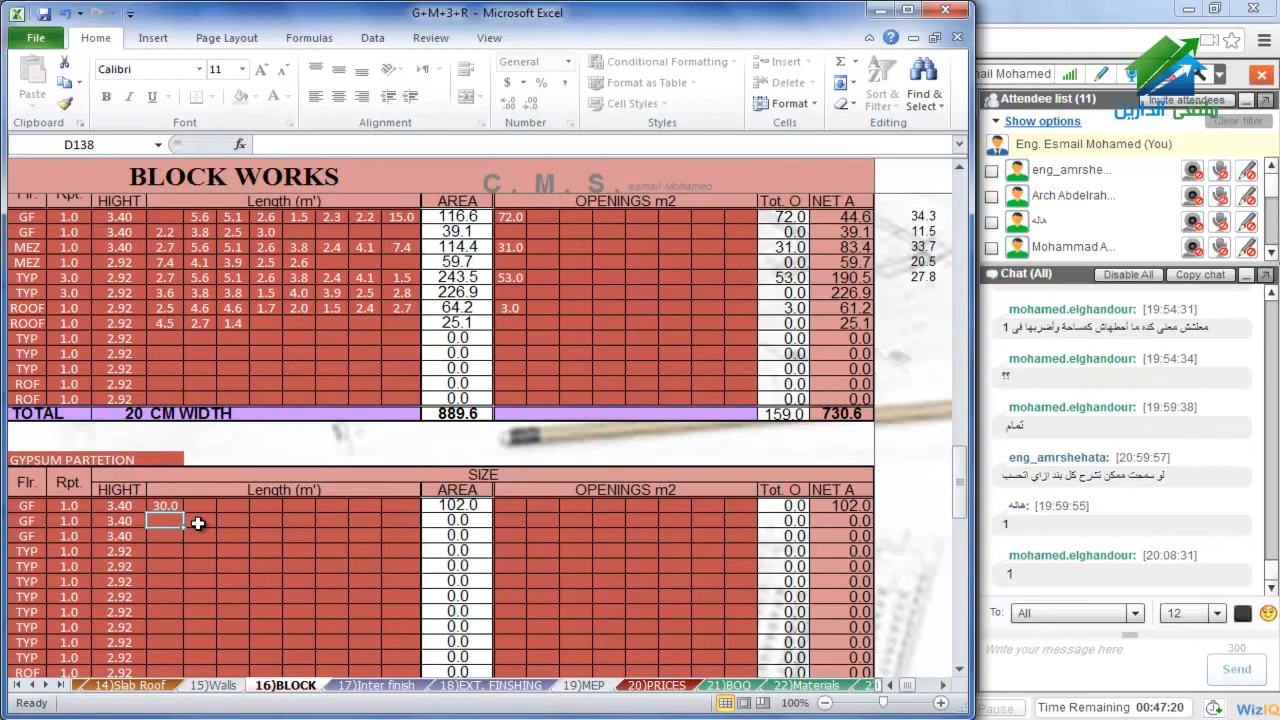 G+M+3+R - Microsoft Excel
File Home Insert Page Layout Formulas Data Review View
Paste
Calibri 11
B I U
General
$ % ,
Conditional Formatting
Format as Table
Cell Styles
Insert
Delete
Format
Sort & Filter
Find & Select
Clipboard Font Alignment Number Styles Cells Editing
D138 fx
BLOCK WORKS
C. M. S. esmail Mohamed
Flr. Rpt. HIGHT Length (m') AREA OPENINGS m2 Tot. O NET A
GF 1.0 3.40 5.6 5.1 2.6 1.5 2.3 2.2 15.0 116.6 72.0 72.0 44.6 34.3
GF 1.0 3.40 2.2 3.8 2.5 3.0 39.1 0.0 39.1 11.5
MEZ 1.0 3.40 2.7 5.6 5.1 2.6 3.8 2.4 4.1 7.4 114.4 31.0 31.0 83.4 33.7
MEZ 1.0 2.92 7.4 4.1 3.9 2.5 2.6 59.7 0.0 59.7 20.5
TYP 3.0 2.92 2.7 5.6 5.1 2.6 3.8 2.4 4.1 1.5 243.5 53.0 53.0 190.5 27.8
TYP 3.0 2.92 3.6 3.8 3.8 1.5 4.0 3.9 2.5 2.8 226.9 0.0 226.9
ROOF 1.0 2.92 2.5 4.6 4.6 1.7 2.0 1.5 2.4 2.7 64.2 3.0 3.0 61.2
ROOF 1.0 2.92 4.5 2.7 1.4 25.1 0.0 25.1
TYP 1.0 2.92 0.0 0.0 0.0
TYP 1.0 2.92 0.0 0.0 0.0
TYP 1.0 2.92 0.0 0.0 0.0
ROF 1.0 2.92 0.0 0.0 0.0
ROF 1.0 2.92 0.0 0.0 0.0
TOTAL 20 CM WIDTH 889.6 159.0 730.6
GYPSUM PARTETION
SIZE
Flr. Rpt. HIGHT Length (m') AREA OPENINGS m2 Tot. O NET A
GF 1.0 3.40 30.0 102.0 0.0 102.0
GF 1.0 3.40 0.0 0.0 0.0
GF 1.0 3.40 0.0 0.0 0.0
TYP 1.0 2.92 0.0 0.0 0.0
TYP 1.0 2.92 0.0 0.0 0.0
TYP 1.0 2.92 0.0 0.0 0.0
TYP 1.0 2.92 0.0 0.0 0.0
TYP 1.0 2.92 0.0 0.0 0.0
TYP 1.0 2.92 0.0 0.0 0.0
TYP 1.0 2.92 0.0 0.0 0.0
TYP 1.0 2.92 0.0 0.0 0.0
ROF 1.0 2.92 0.0 0.0 0.0
14)Slab Roof 15)Walls 16)BLOCK 17)Inter finish 18)EXT. FINSHING 19)MEP 20)PRICES 21)BOQ 22)Materials
Ready 100%
mail Mohamed
ملتقى الدارين
Attendee list (11) Invite attendees
Show options Clear filter
Eng. Esmail Mohamed (You)
eng_amrshe...
Arch Abdelrah...
هاله
Mohammad A...
Chat (All) Disable All Copy chat
mohamed.elghandour: [19:54:31]
معلش معنى كده ما أحطهاش كمساحة وأضربها فى 1
mohamed.elghandour: [19:54:34]
؟؟
mohamed.elghandour: [19:59:38]
تمام
eng_amrshehata: [20:59:57]
لو سمحت ممكن تشرح كل بند ازاي اتحسب
هاله: [19:59:55]
1
mohamed.elghandour: [20:08:31]
1
To: All 12
Write your message here. 300
Send
Pause Time Remaining 00:47:20 WizIQ